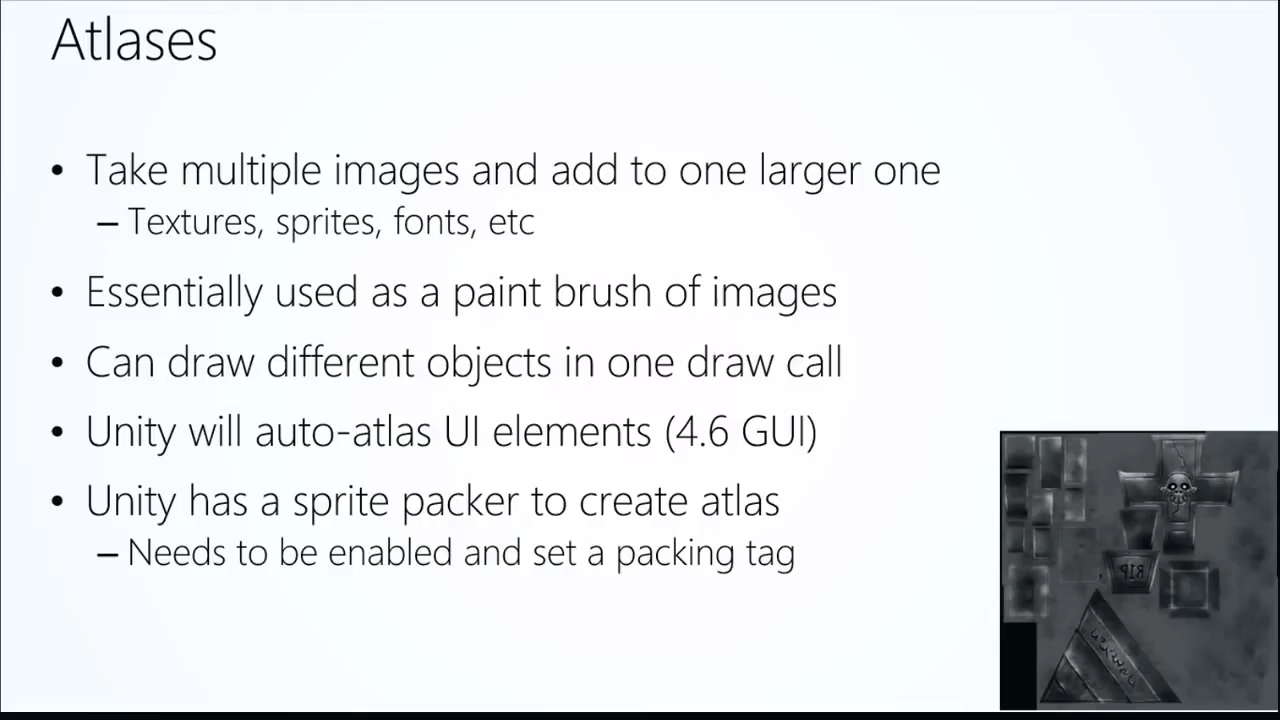 Atlases
• Take multiple images and add to one larger one
– Textures, sprites, fonts, etc
• Essentially used as a paint brush of images
• Can draw different objects in one draw call
• Unity will auto-atlas UI elements (4.6 GUI)
• Unity has a sprite packer to create atlas
– Needs to be enabled and set a packing tag
RIP